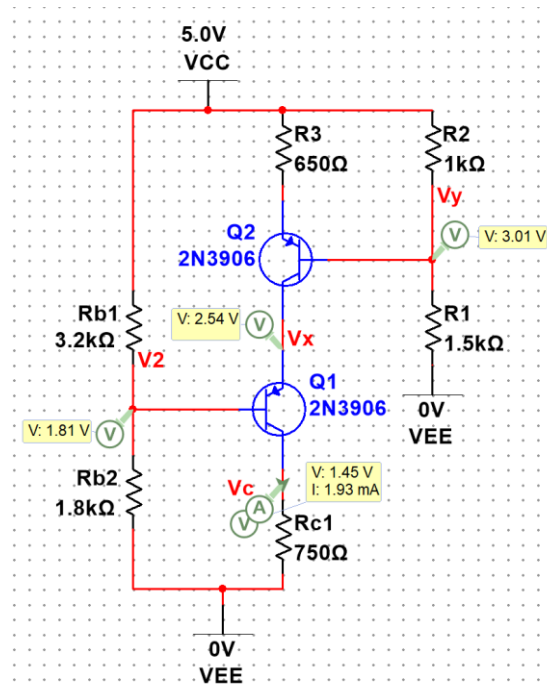 5.0V
VCC
R3
650Ω
R2
1kΩ
Vy
V: 3.01 V
Q2
2N3906
Rb1
3.2kΩ
V: 2.54 V
Vx
R1
1.5kΩ
V2
Q1
2N3906
0V
VEE
V: 1.81 V
Rb2
1.8kΩ
Vc
V: 1.45 V
I: 1.93 mA
Rc1
750Ω
0V
VEE
V
V
V
V
A